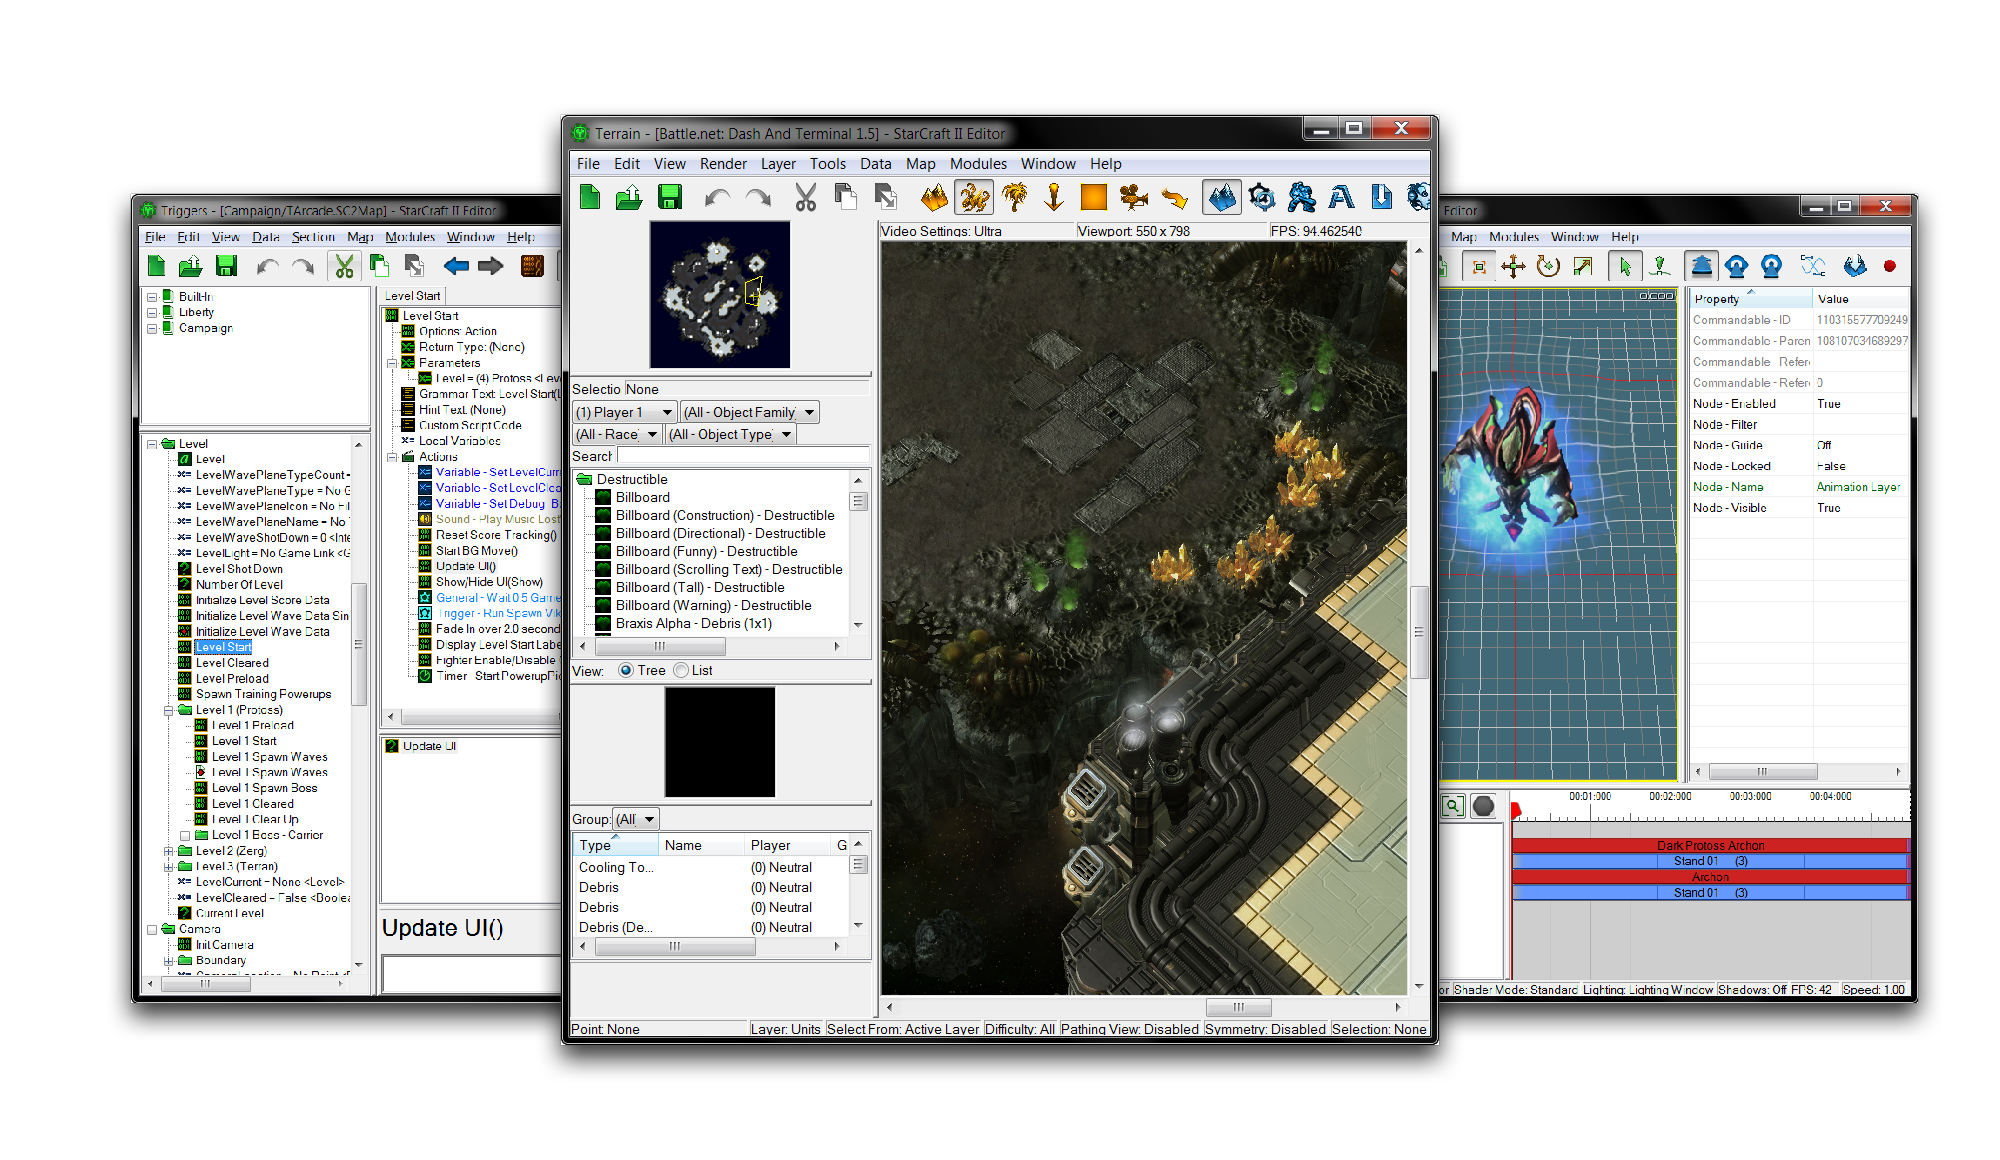 Triggers - [Campaign/TArcade.SC2Map] - StarCraft II Editor
File Edit View Data Section Map Modules Window Help
Built-In
Liberty
Campaign
Level
Level
LevelWavePlaneTypeCount =
LevelWavePlaneType = No G
LevelWavePlaneIcon = No Fil
LevelWavePlaneName = No
LevelWaveShotDown = 0 <Inte
LevelLight = No Game Link <G
Level Shot Down
Number Of Level
Initialize Level Score Data
Initialize Level Wave Data Sin
Initialize Level Wave Data
Level Start
Level Cleared
Level Preload
Spawn Training Powerups
Level 1 (Protoss)
Level 1 Preload
Level 1 Start
Level 1 Spawn Waves
Level 1 Spawn Waves
Level 1 Spawn Boss
Level 1 Cleared
Level 1 Clear Up
Level 1 Boss - Carrier
Level 2 (Zerg)
Level 3 (Terran)
LevelCurrent = None <Level>
LevelCleared = False <Boolea
Current Level
Camera
Init Camera
Boundary
Level Start
Level Start
Options: Action
Return Type: (None)
Parameters
Level = (4) Protoss <Leve
Grammar Text: Level Start(L
Hint Text: (None)
Custom Script Code
Local Variables
Actions
Variable - Set LevelCurr
Variable - Set LevelClea
Variable - Set Debug_B
Sound - Play Music Lost
Reset Score Tracking()
Start BG Move()
Update UI()
Show/Hide UI(Show)
General - Wait 0.5 Game
Trigger - Run Spawn Vik
Fade In over 2.0 second
Display Level Start Labe
Fighter Enable/Disable
Timer - Start PowerupPic
Update UI
Update UI()
Terrain - [Battle.net: Dash And Terminal 1.5] - StarCraft II Editor
File Edit View Render Layer Tools Data Map Modules Window Help
Video Settings: Ultra Viewport: 550 x 798 FPS: 94.462540
Selectio None
(1) Player 1 (All - Object Family)
(All - Race) (All - Object Type)
Search
Destructible
Billboard
Billboard (Construction) - Destructible
Billboard (Directional) - Destructible
Billboard (Funny) - Destructible
Billboard (Scrolling Text) - Destructible
Billboard (Tall) - Destructible
Billboard (Warning) - Destructible
Braxis Alpha - Debris (1x1)
View: Tree List
Group: (All)
Type Name Player G
Cooling To... (0) Neutral
Debris (0) Neutral
Debris (0) Neutral
Debris (De... (0) Neutral
Point: None Layer: Units Select From: Active Layer Difficulty: All Pathing View: Disabled Symmetry: Disabled Selection: None
Editor
Map Modules Window Help
Property Value
Commandable - ID 110315577709249
Commandable - Paren 108107034689297
Commandable - Refere
Commandable - Refere 0
Node - Enabled True
Node - Filter
Node - Guide Off
Node - Locked False
Node - Name Animation Layer
Node - Visible True
00:01:000 00:02:000 00:03:000 00:04:000
Dark Protoss Archon
Stand 01 (3)
Archon
Stand 01 (3)
or Shader Mode: Standard Lighting: Lighting Window Shadows: Off FPS: 42 Speed: 1.00